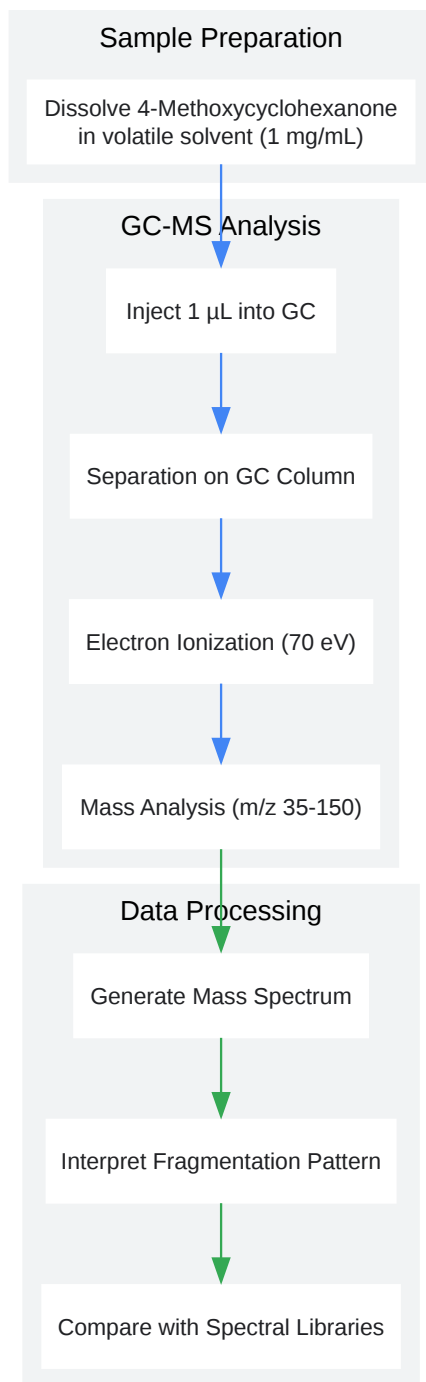 Sample Preparation
Dissolve 4-Methoxycyclohexanone
in volatile solvent (1 mg/mL)
GC-MS Analysis
Inject 1 µL into GC
Separation on GC Column
Electron Ionization (70 eV)
Mass Analysis (m/z 35-150)
Data Processing
Generate Mass Spectrum
Interpret Fragmentation Pattern
Compare with Spectral Libraries